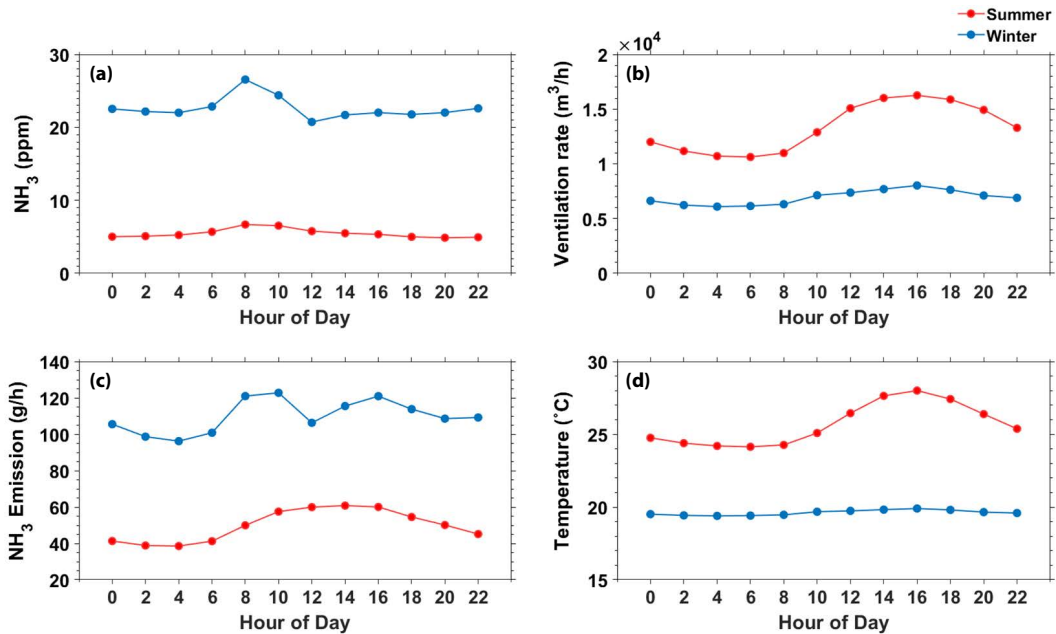 Summer
Winter
(a)
NH3 (ppm)
30
20
10
0
0 2 4 6 8 10 12 14 16 18 20 22
Hour of Day
(b)
×10^4
Ventilation rate (m^3/h)
2
1.5
1
0.5
0
0 2 4 6 8 10 12 14 16 18 20 22
Hour of Day
(c)
NH3 Emission (g/h)
140
120
100
80
60
40
20
0 2 4 6 8 10 12 14 16 18 20 22
Hour of Day
(d)
Temperature (°C)
30
25
20
15
0 2 4 6 8 10 12 14 16 18 20 22
Hour of Day